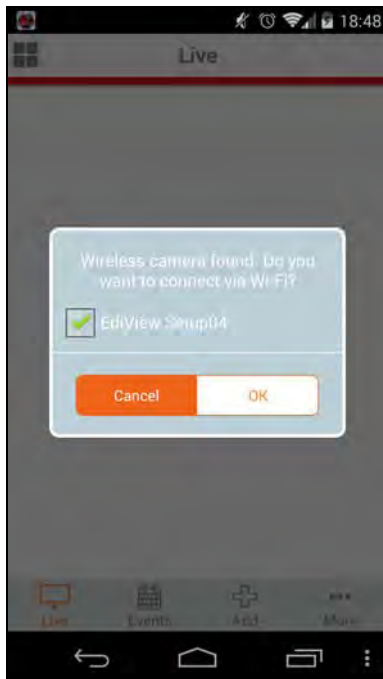 18:48
Live
Wireless camera found. Do you
want to connect via Wi-Fi?
EdiView.Setup04
Cancel
OK
Live
Events
Add
More